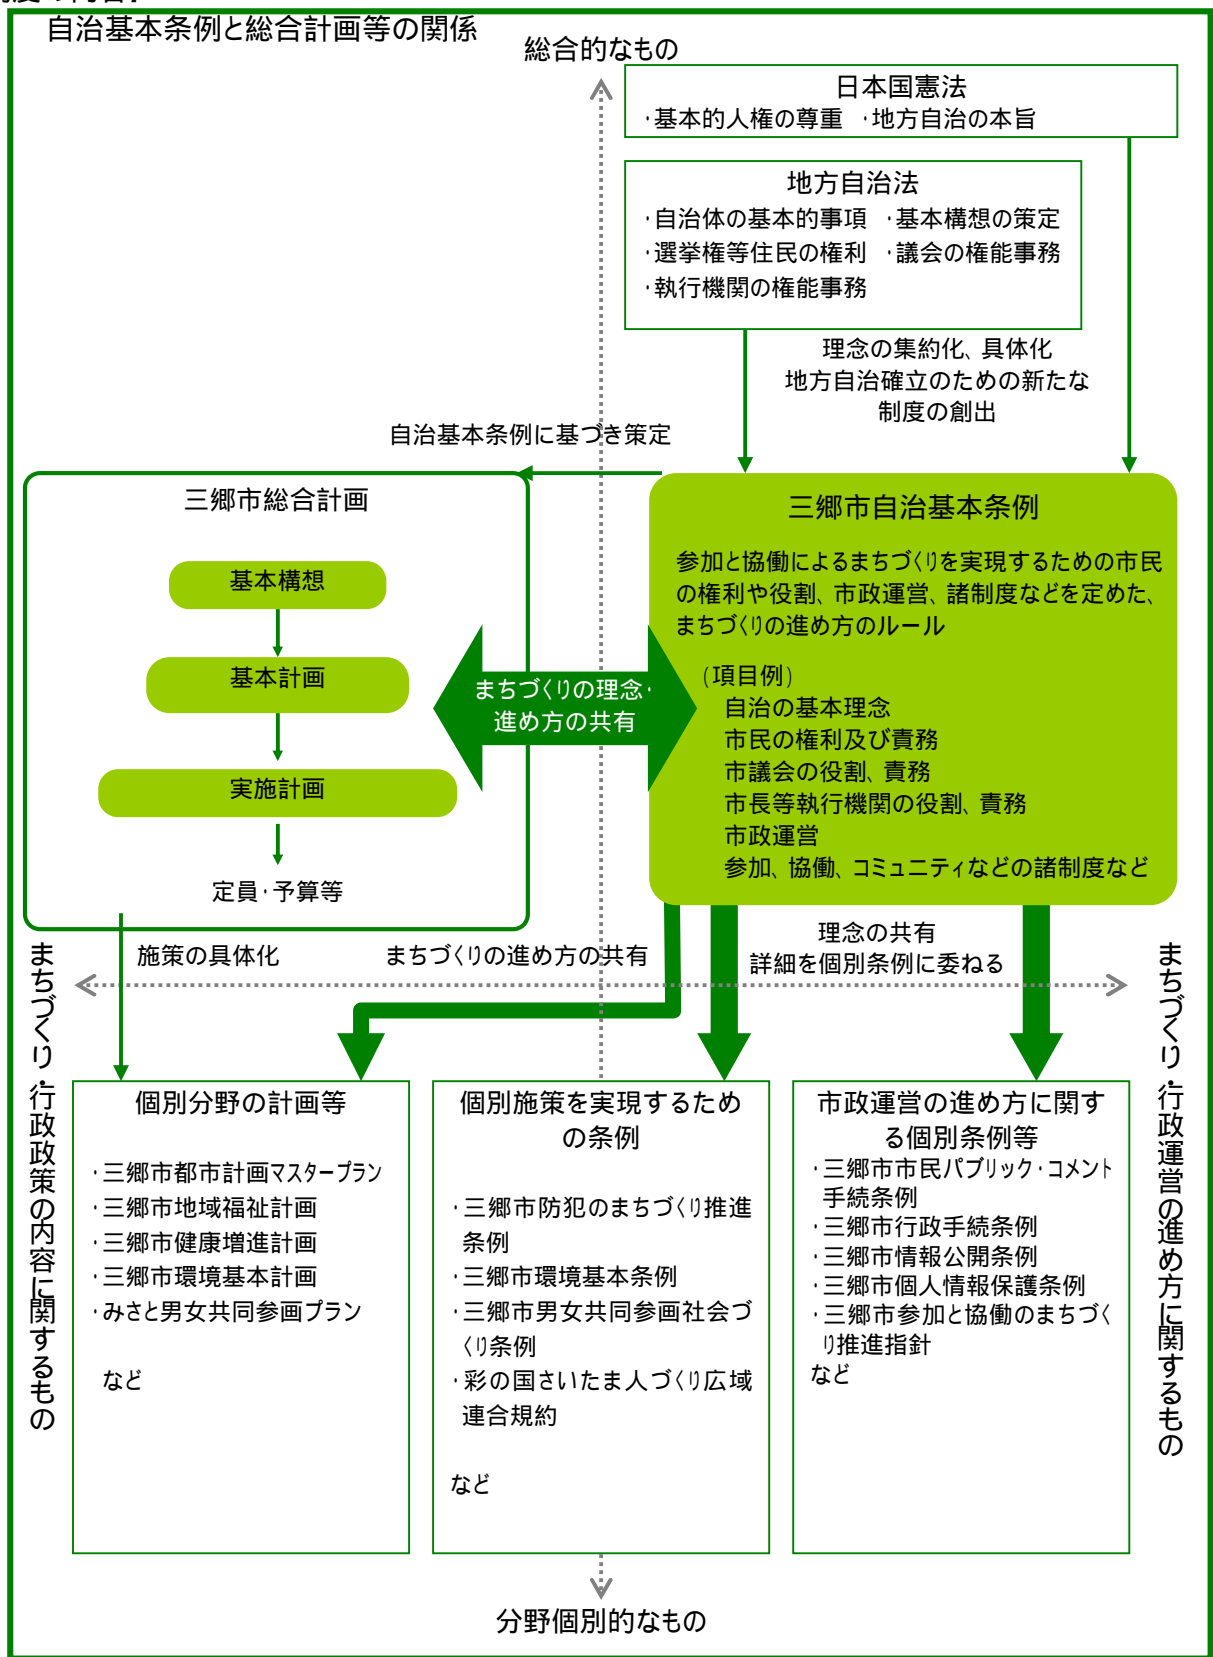 自治基本条例と総合計画等の関係
総合的なもの
日本国憲法
・基本的人権の尊重　・地方自治の本旨
地方自治法
・自治体の基本的事項　・基本構想の策定
・選挙権等住民の権利　・議会の権能事務
・執行機関の権能事務
理念の集約化、具体化
地方自治確立のための新たな
制度の創出
自治基本条例に基づき策定
三郷市総合計画
基本構想
基本計画
実施計画
定員・予算等
まちづくりの理念・
進め方の共有
三郷市自治基本条例
参加と協働によるまちづくりを実現するための市民
の権利や役割、市政運営、諸制度などを定めた、
まちづくりの進め方のルール
(項目例)
自治の基本理念
市民の権利及び責務
市議会の役割、責務
市長等執行機関の役割、責務
市政運営
参加、協働、コミュニティなどの諸制度など
施策の具体化
まちづくりの進め方の共有
理念の共有
詳細を個別条例に委ねる
まちづくり・行政政策の内容に関するもの
まちづくり・行政運営の進め方に関するもの
個別分野の計画等
・三郷市都市計画マスタープラン
・三郷市地域福祉計画
・三郷市健康増進計画
・三郷市環境基本計画
・みさと男女共同参画プラン
など
個別施策を実現するため
の条例
・三郷市防犯のまちづくり推進
条例
・三郷市環境基本条例
・三郷市男女共同参画社会づ
くり条例
・彩の国さいたま人づくり広域
連合規約
など
市政運営の進め方に関す
る個別条例等
・三郷市市民パブリック・コメント
手続条例
・三郷市行政手続条例
・三郷市情報公開条例
・三郷市個人情報保護条例
・三郷市参加と協働のまちづく
り推進指針
など
分野個別的なもの